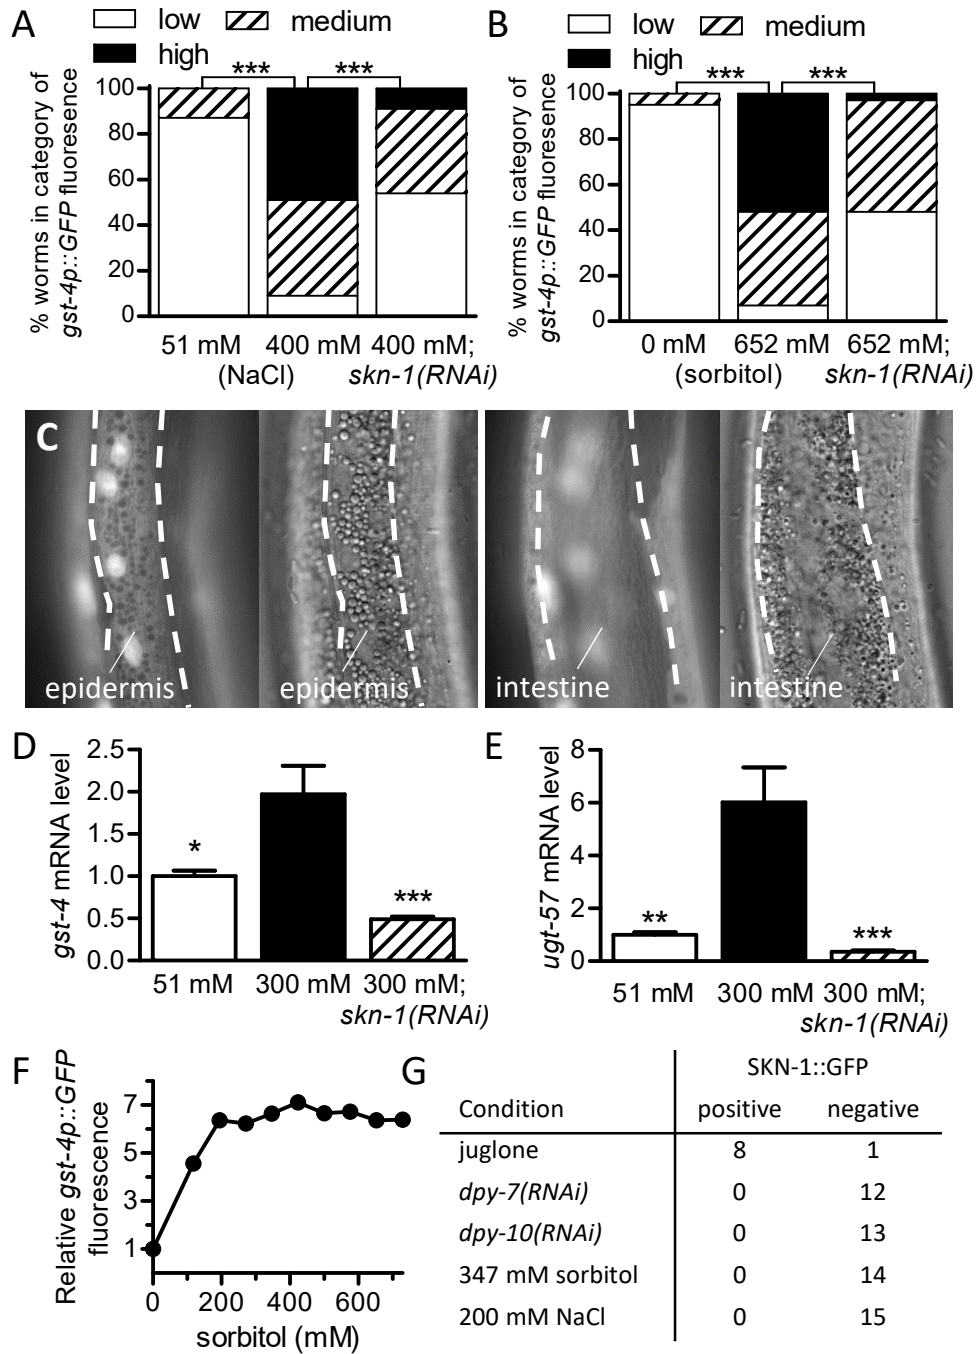 A
low
medium
high
***
***
% worms in category of
gst-4p::GFP fluoresence
100
80
60
40
20
0
51 mM
400 mM
400 mM;
(NaCl)
skn-1(RNAi)
B
low
medium
high
***
***
% worms in category of
gst-4p::GFP fluoresence
100
80
60
40
20
0
0 mM
652 mM
652 mM;
(sorbitol)
skn-1(RNAi)
C
epidermis
epidermis
intestine
intestine
D
gst-4 mRNA level
2.5
2.0
1.5
1.0
0.5
0.0
*
***
51 mM
300 mM
300 mM;
skn-1(RNAi)
E
ugt-57 mRNA level
8
6
4
2
0
**
***
51 mM
300 mM
300 mM;
skn-1(RNAi)
F
Relative gst-4p::GFP
fluorescence
7
5
3
1
0
200
400
600
sorbitol (mM)
G
SKN-1::GFP
Condition positive negative
juglone 8 1
dpy-7(RNAi) 0 12
dpy-10(RNAi) 0 13
347 mM sorbitol 0 14
200 mM NaCl 0 15